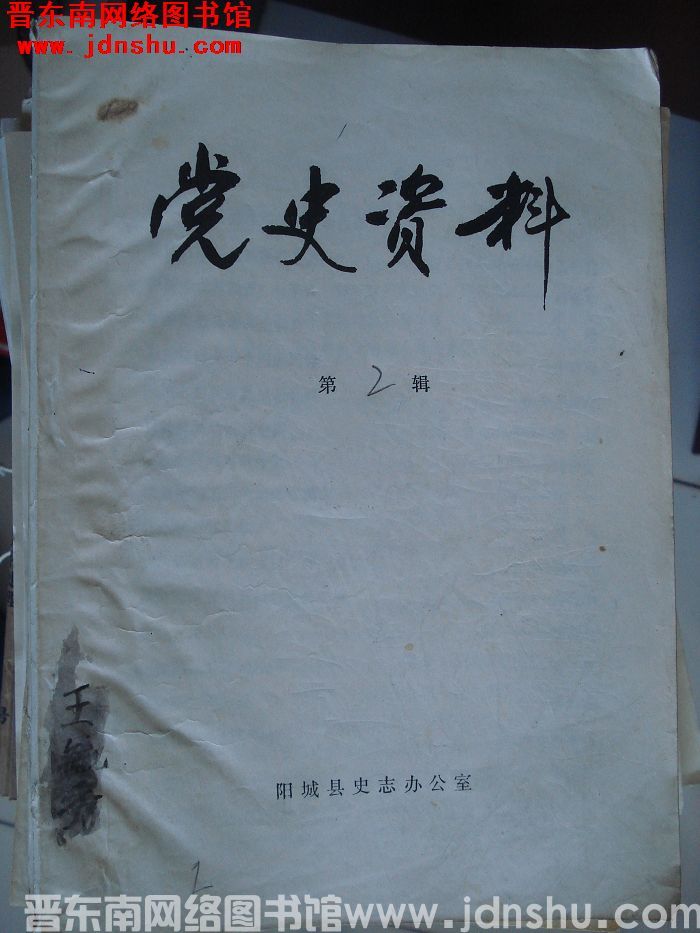 晋东南网络图书馆
www.jdnshu.com
党史资料
第 2 辑
王
阳城县史志办公室
2
晋东南网络图书馆www.jdnshu.com